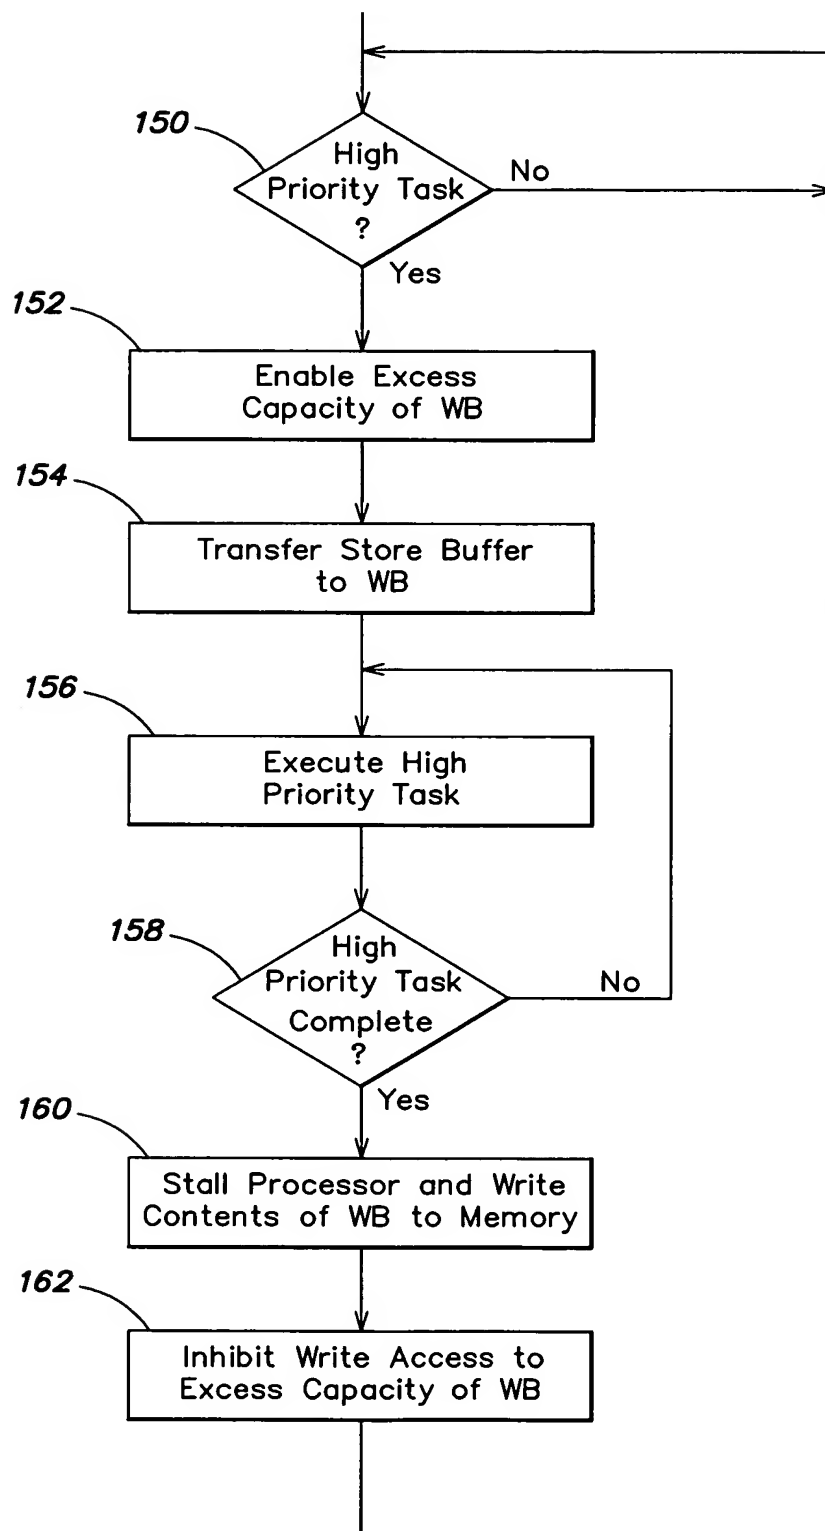 150
High
Priority Task
?
No
Yes
152
Enable Excess
Capacity of WB
154
Transfer Store Buffer
to WB
156
Execute High
Priority Task
158
High
Priority Task
Complete
?
No
Yes
160
Stall Processor and Write
Contents of WB to Memory
162
Inhibit Write Access to
Excess Capacity of WB